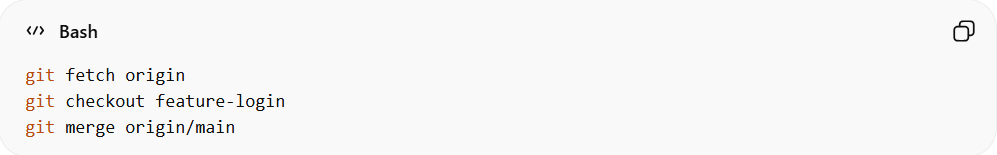 Bash
git fetch origin
git checkout feature-login
git merge origin/main